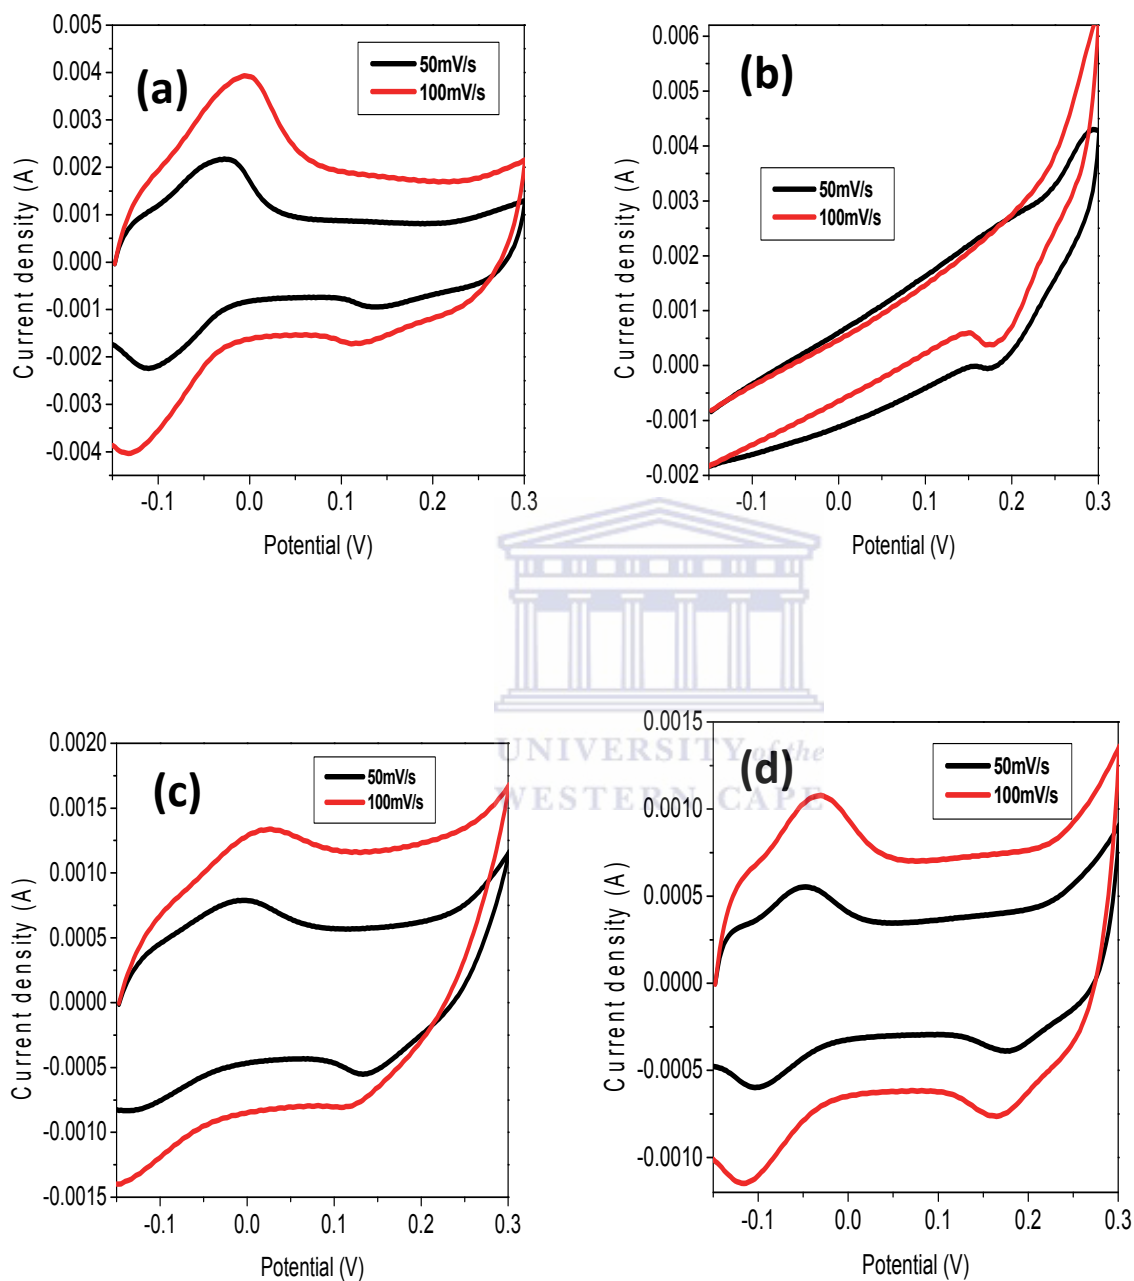 (a)
50mV/s
100mV/s
0.005
0.004
0.003
0.002
0.001
0.000
-0.001
-0.002
-0.003
-0.004
Current density (A)
-0.1 0.0 0.1 0.2 0.3
Potential (V)
(b)
50mV/s
100mV/s
0.006
0.005
0.004
0.003
0.002
0.001
0.000
-0.001
-0.002
Current density (A)
-0.1 0.0 0.1 0.2 0.3
Potential (V)
UNIVERSITY of the
WESTERN CAPE
(c)
50mV/s
100mV/s
0.0020
0.0015
0.0010
0.0005
0.0000
-0.0005
-0.0010
-0.0015
Current density (A)
-0.1 0.0 0.1 0.2 0.3
Potential (V)
(d)
50mV/s
100mV/s
0.0015
0.0010
0.0005
0.0000
-0.0005
-0.0010
Current density (A)
-0.1 0.0 0.1 0.2 0.3
Potential (V)